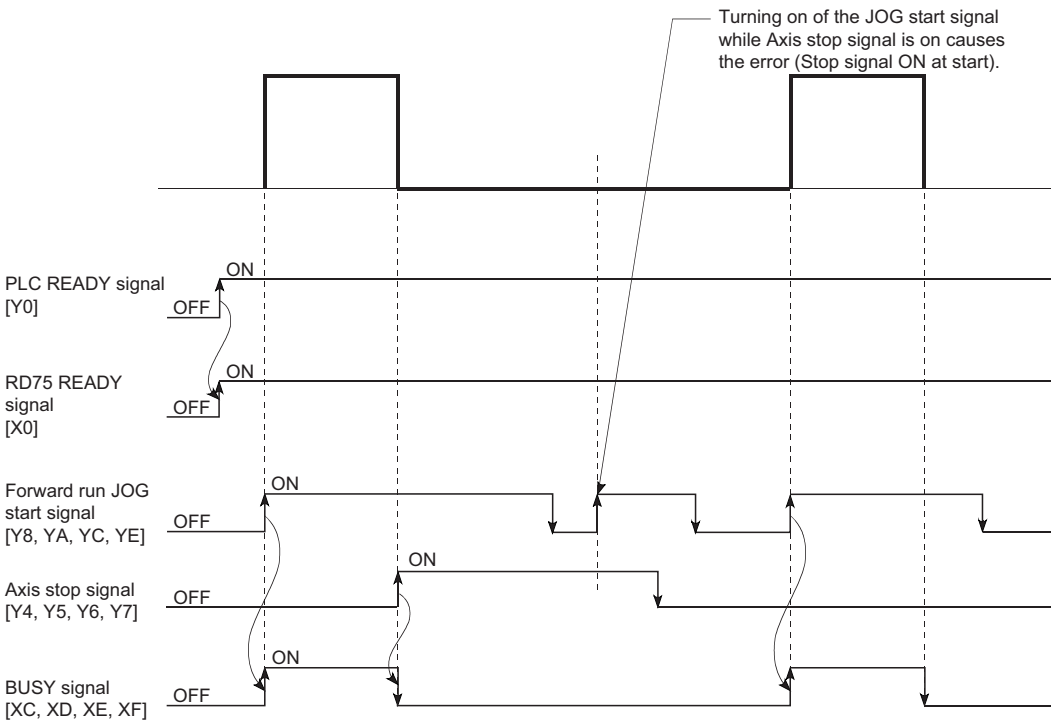 Turning on of the JOG start signal
while Axis stop signal is on causes
the error (Stop signal ON at start).
ON
PLC READY signal
[Y0]
OFF
ON
RD75 READY
signal
[X0]
OFF
ON
Forward run JOG
start signal
[Y8, YA, YC, YE]
OFF
ON
Axis stop signal
[Y4, Y5, Y6, Y7]
OFF
ON
BUSY signal
[XC, XD, XE, XF]
OFF